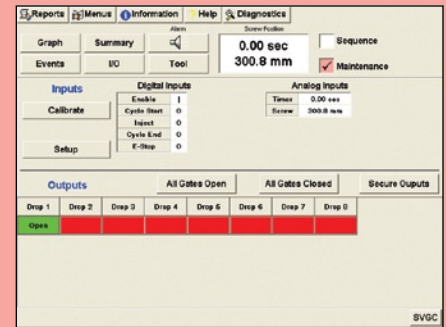 Reports Menus Information Help Diagnostics
Alarm Screw Position
Graph Summary 0.00 sec Sequence
Events I/O Tool 300.8 mm Maintenance
Inputs Digital Inputs Analog Inputs
Enable I Timer 0.00 sec
Calibrate Cycle Start 0 Screw 300.8 mm
Inject 0
Cycle End 0
Setup E-Stop 0
Outputs All Gates Open All Gates Closed Secure Ouputs
Drop 1 Drop 2 Drop 3 Drop 4 Drop 5 Drop 6 Drop 7 Drop 8
Open
SVGC